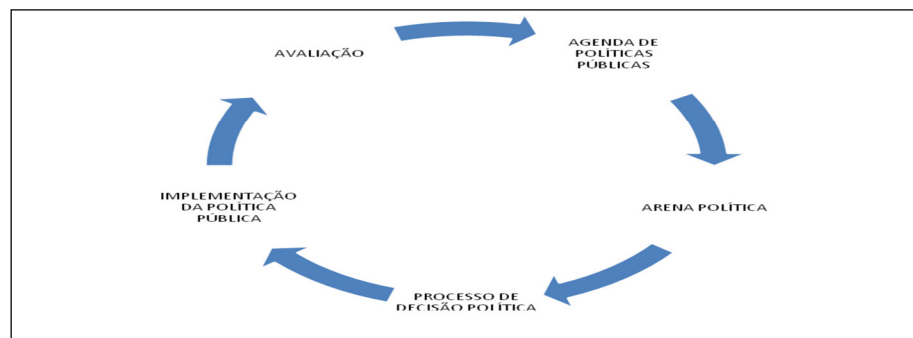 AVALIAÇÃO
AGENDA DE
POLÍTICAS
PÚBLICAS
ARENA POLÍTICA
PROCESSO DE
DECISÃO POLÍTICA
IMPLEMENTAÇÃO
DA POLÍTICA
PÚBLICA